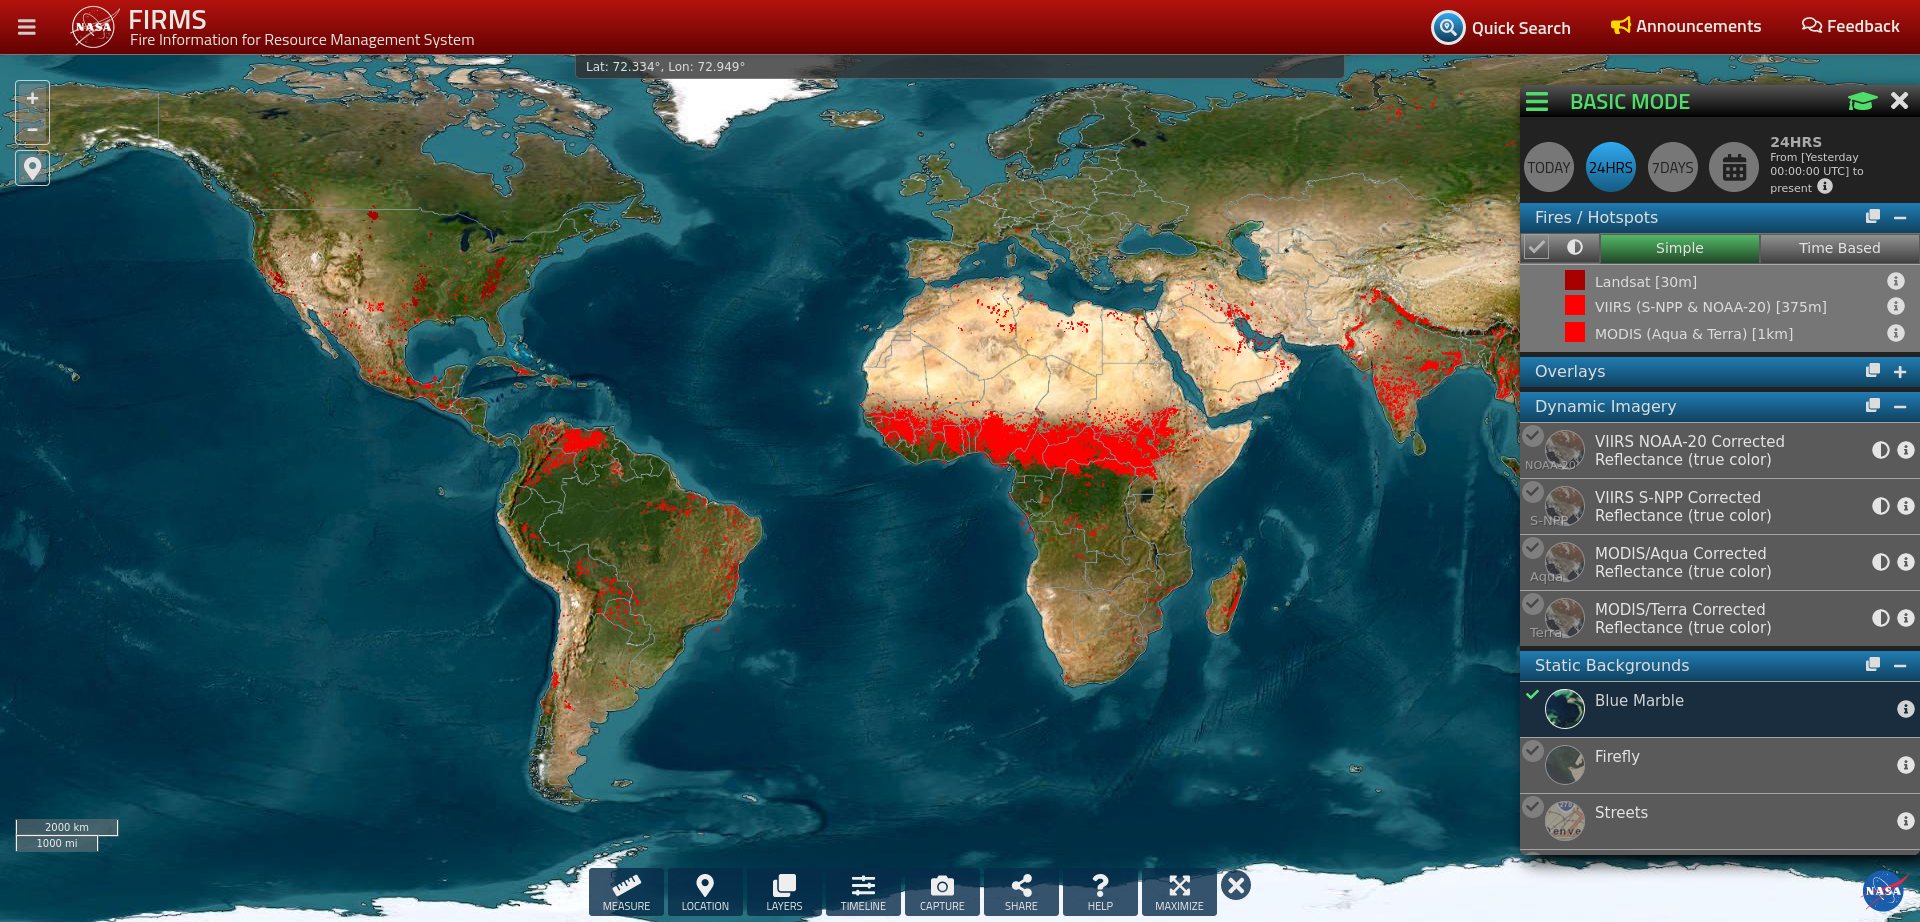 NASA
FIRMS
Fire Information for Resource Management System
Quick Search
Announcements
Feedback
Lat: 72.334°, Lon: 72.949°
+
−
BASIC MODE
TODAY
24HRS
7DAYS
24HRS
From [Yesterday
00:00:00 UTC] to
present
Fires / Hotspots
Simple
Time Based
Landsat [30m]
VIIRS (S-NPP & NOAA-20) [375m]
MODIS (Aqua & Terra) [1km]
Overlays
Dynamic Imagery
NOAA-20
VIIRS NOAA-20 Corrected
Reflectance (true color)
S-NPP
VIIRS S-NPP Corrected
Reflectance (true color)
Aqua
MODIS/Aqua Corrected
Reflectance (true color)
Terra
MODIS/Terra Corrected
Reflectance (true color)
Static Backgrounds
Blue Marble
Firefly
Streets
2000 km
1000 mi
MEASURE
LOCATION
LAYERS
TIMELINE
CAPTURE
SHARE
HELP
MAXIMIZE
NASA